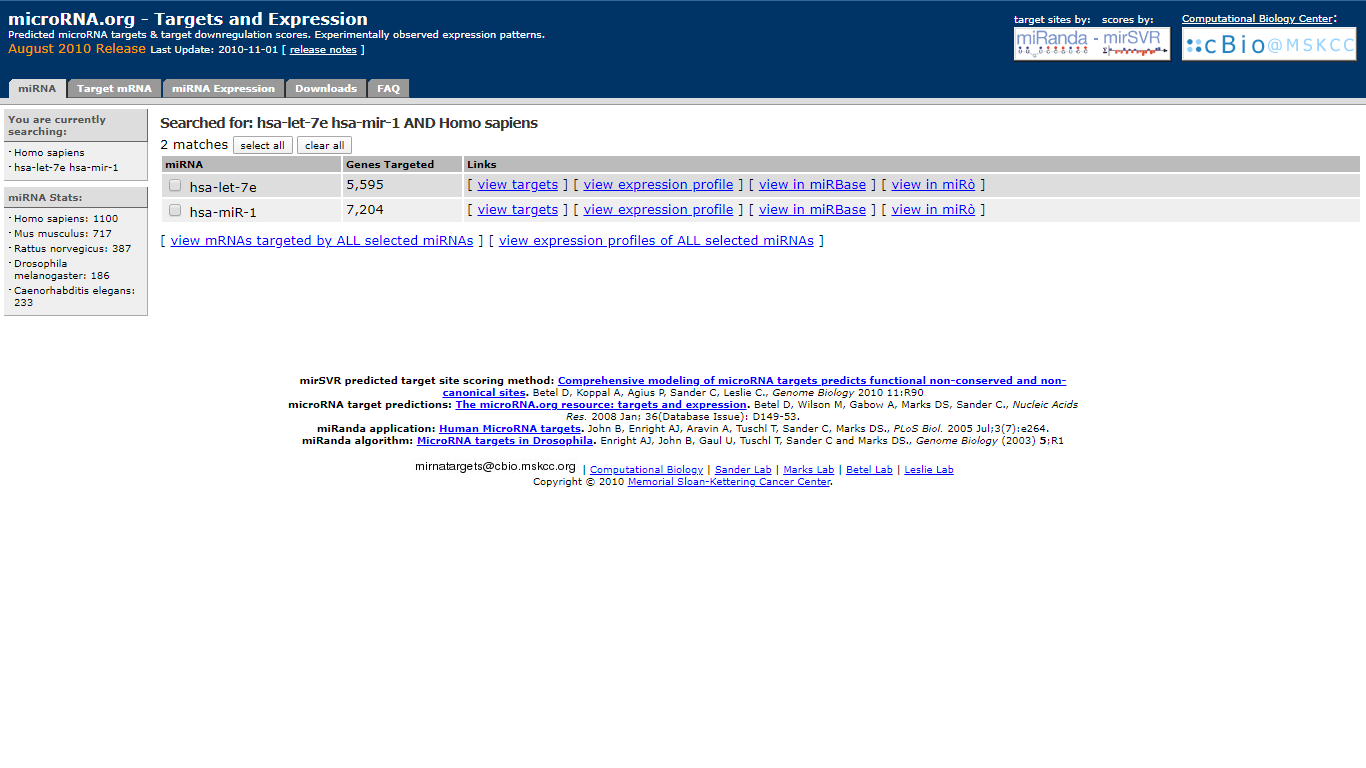 microRNA.org - Targets and Expression
Predicted microRNA targets & target downregulation scores. Experimentally observed expression patterns.
August 2010 Release Last Update: 2010-11-01 [ release notes ]
target sites by: scores by:
miRanda - mirSVR
Computational Biology Center:
cBio@MSKCC
miRNA
Target mRNA
miRNA Expression
Downloads
FAQ
You are currently
searching:
· Homo sapiens
· hsa-let-7e hsa-mir-1
miRNA Stats:
· Homo sapiens: 1100
· Mus musculus: 717
· Rattus norvegicus: 387
· Drosophila
melanogaster: 186
· Caenorhabditis elegans:
233
Searched for: hsa-let-7e hsa-mir-1 AND Homo sapiens
2 matches select all clear all
miRNA Genes Targeted Links
hsa-let-7e 5,595 [ view targets ] [ view expression profile ] [ view in miRBase ] [ view in miRò ]
hsa-miR-1 7,204 [ view targets ] [ view expression profile ] [ view in miRBase ] [ view in miRò ]
[ view mRNAs targeted by ALL selected miRNAs ] [ view expression profiles of ALL selected miRNAs ]
mirSVR predicted target site scoring method: Comprehensive modeling of microRNA targets predicts functional non-conserved and non-
canonical sites. Betel D, Koppal A, Agius P, Sander C, Leslie C., Genome Biology 2010 11:R90
microRNA target predictions: The microRNA.org resource: targets and expression. Betel D, Wilson M, Gabow A, Marks DS, Sander C., Nucleic Acids
Res. 2008 Jan; 36(Database Issue): D149-53.
miRanda application: Human MicroRNA targets. John B, Enright AJ, Aravin A, Tuschl T, Sander C, Marks DS., PLoS Biol. 2005 Jul;3(7):e264.
miRanda algorithm: MicroRNA targets in Drosophila. Enright AJ, John B, Gaul U, Tuschl T, Sander C and Marks DS., Genome Biology (2003) 5;R1
mirnatargets@cbio.mskcc.org | Computational Biology | Sander Lab | Marks Lab | Betel Lab | Leslie Lab
Copyright © 2010 Memorial Sloan-Kettering Cancer Center.